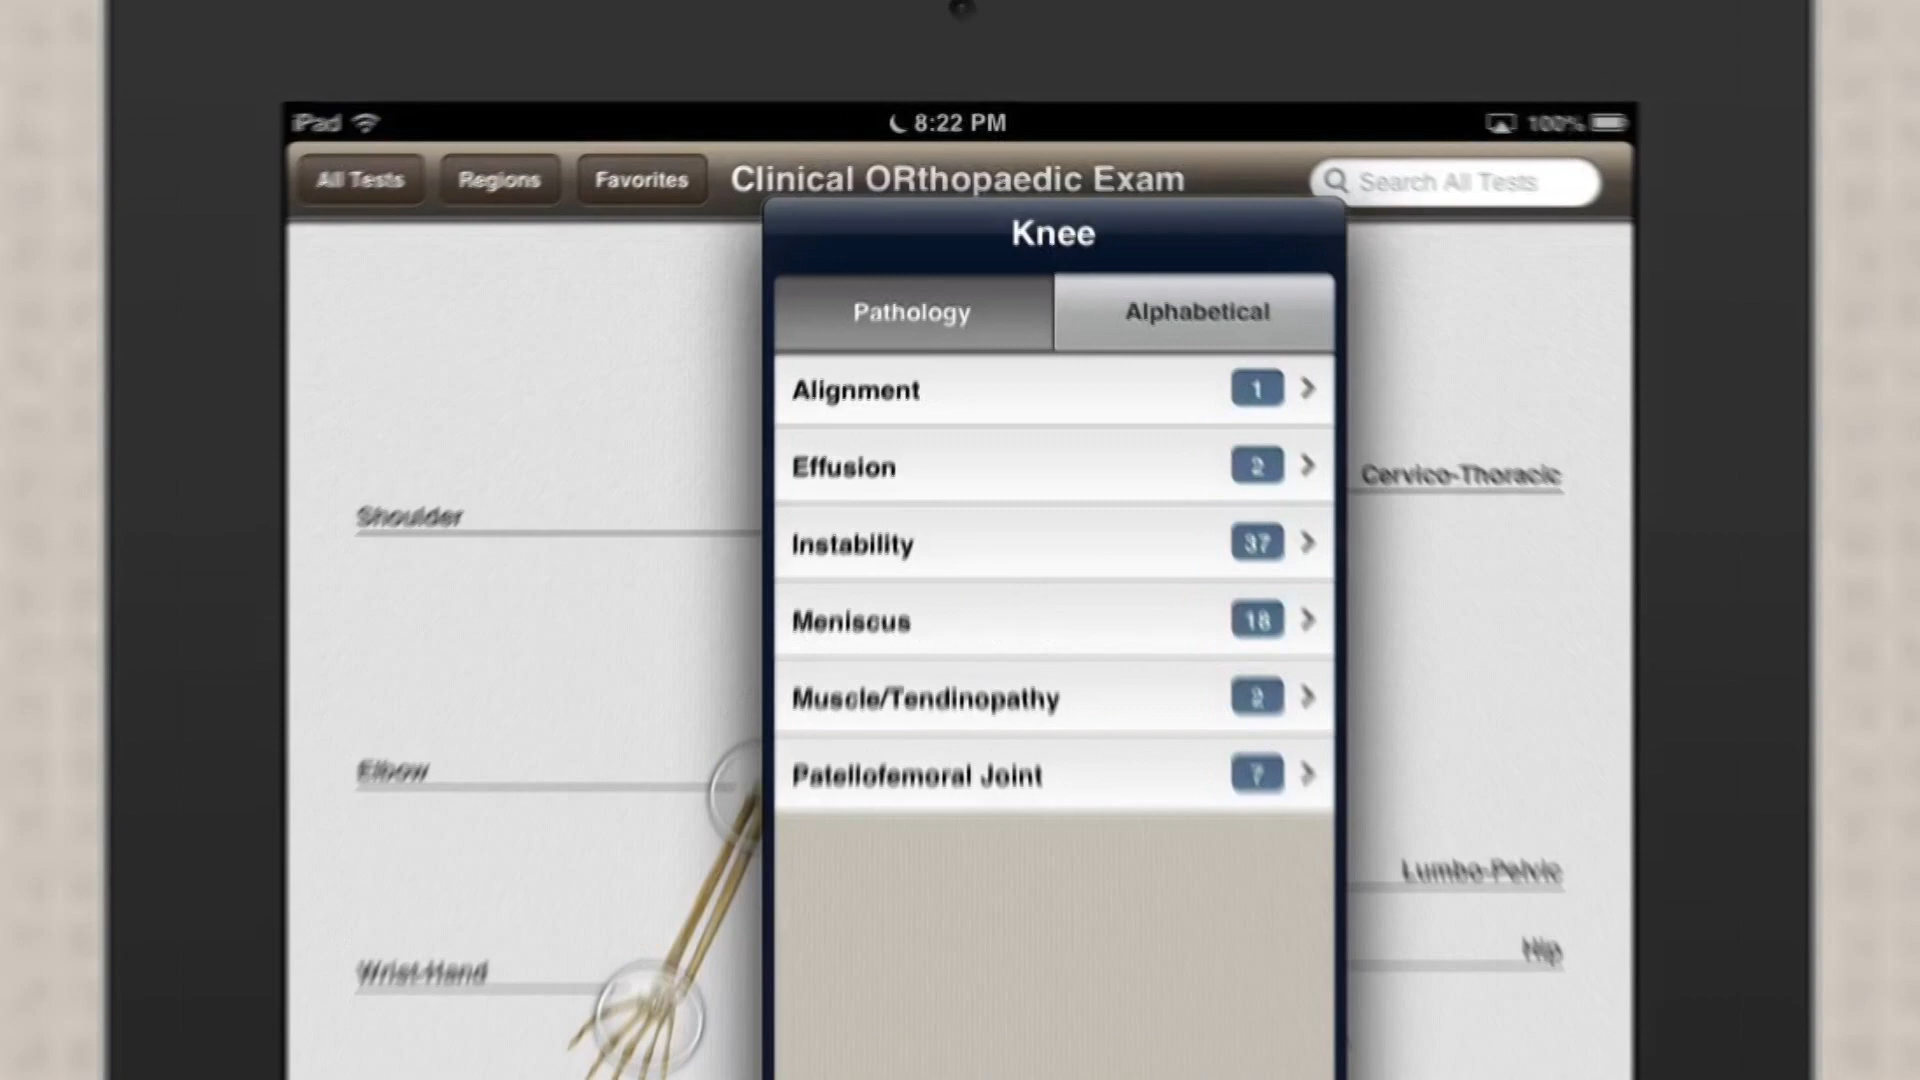 iPad 8:22 PM 100%
All Tests Regions Favorites Clinical ORthopaedic Exam Search All Tests
Knee
Pathology Alphabetical
Alignment 1
Effusion 2
Instability 37
Meniscus 18
Muscle/Tendinopathy 2
Patellofemoral Joint 7
Shoulder
Elbow
Wrist-Hand
Cervico-Thoracic
Lumbo-Pelvic
Hip